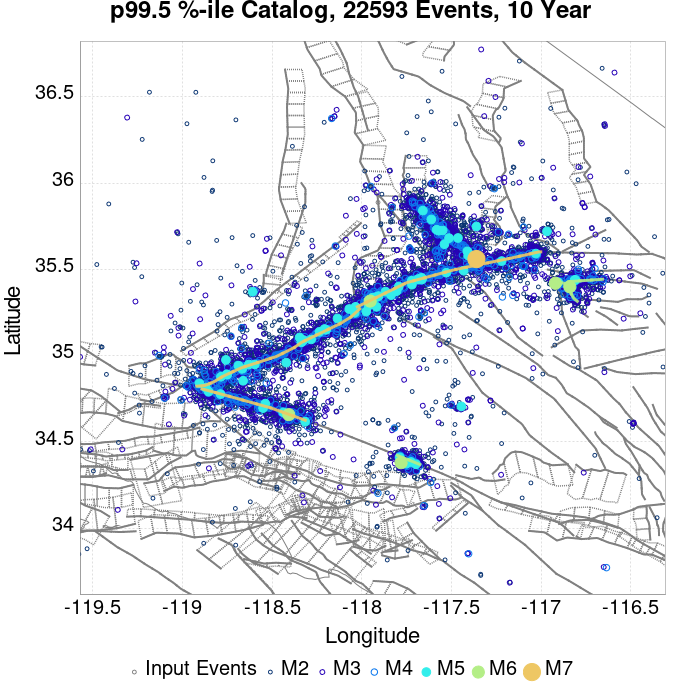 p99.5 %-ile Catalog, 22593 Events, 10 Year
36.5
36
35.5
35
34.5
34
Latitude
-119.5 -119 -118.5 -118 -117.5 -117 -116.5
Longitude
Input Events M2 M3 M4 M5 M6 M7